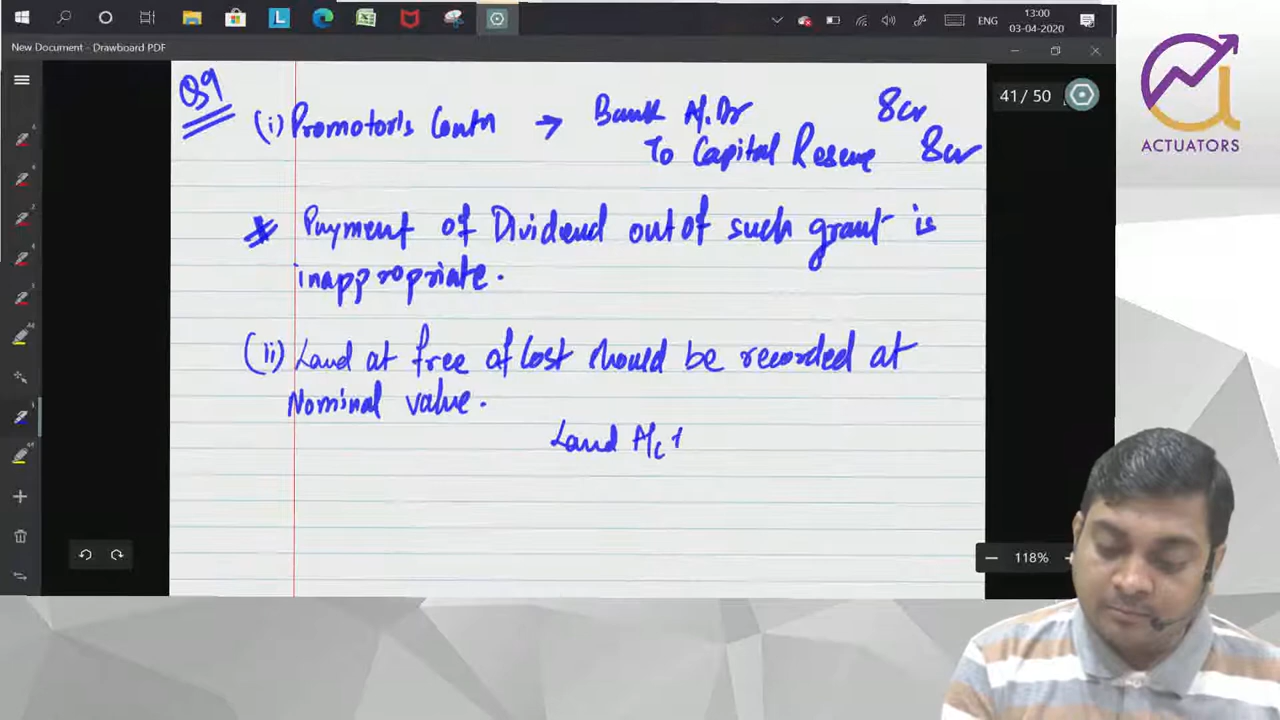 13:00
ENG
03-04-2020
New Document - Drawboard PDF
41 / 50
ACTUATORS
Q9
(i) Promotor's Contn → Bank A/. Dr 8cr
To Capital Reserve 8cr
* Payment of Dividend out of such grant is
inappropriate.
(ii) Land at free of Cost should be recorded at
Nominal value.
Land A/c
118%